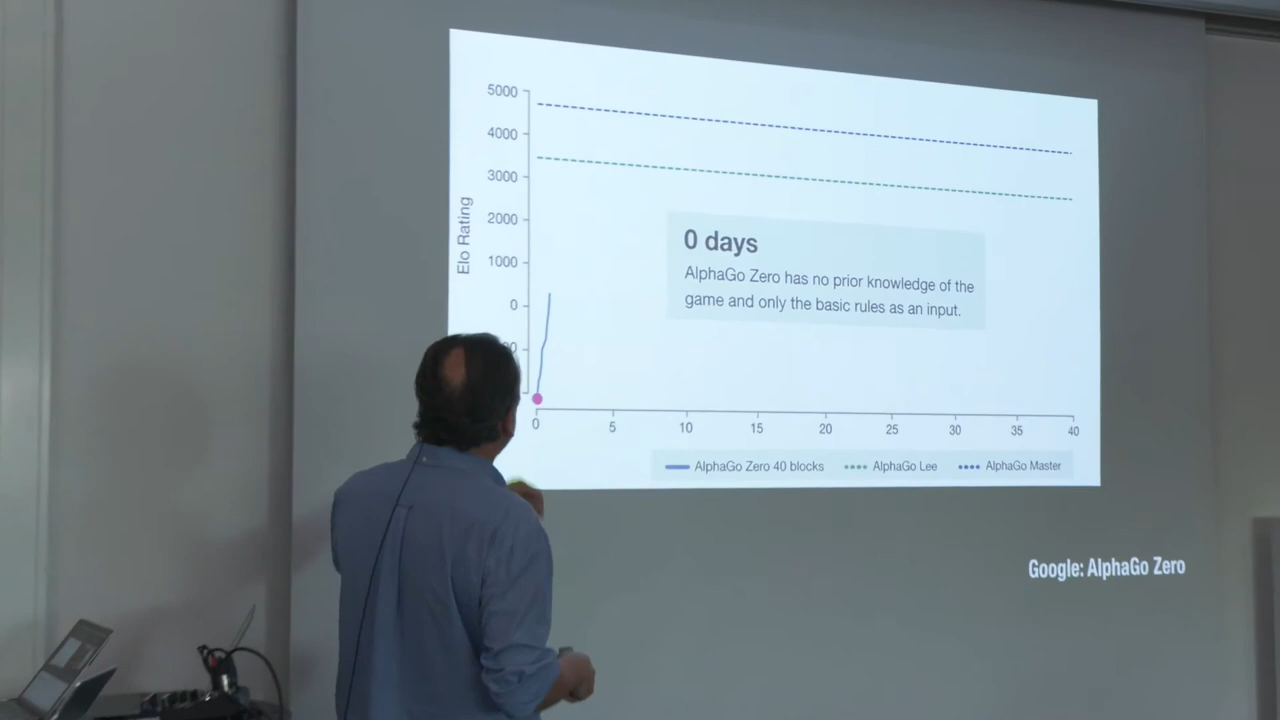 5000
4000
3000
2000
1000
0
Elo Rating
0 days
AlphaGo Zero has no prior knowledge of the
game and only the basic rules as an input.
0 5 10 15 20 25 30 35 40
AlphaGo Zero 40 blocks AlphaGo Lee AlphaGo Master
Google: AlphaGo Zero